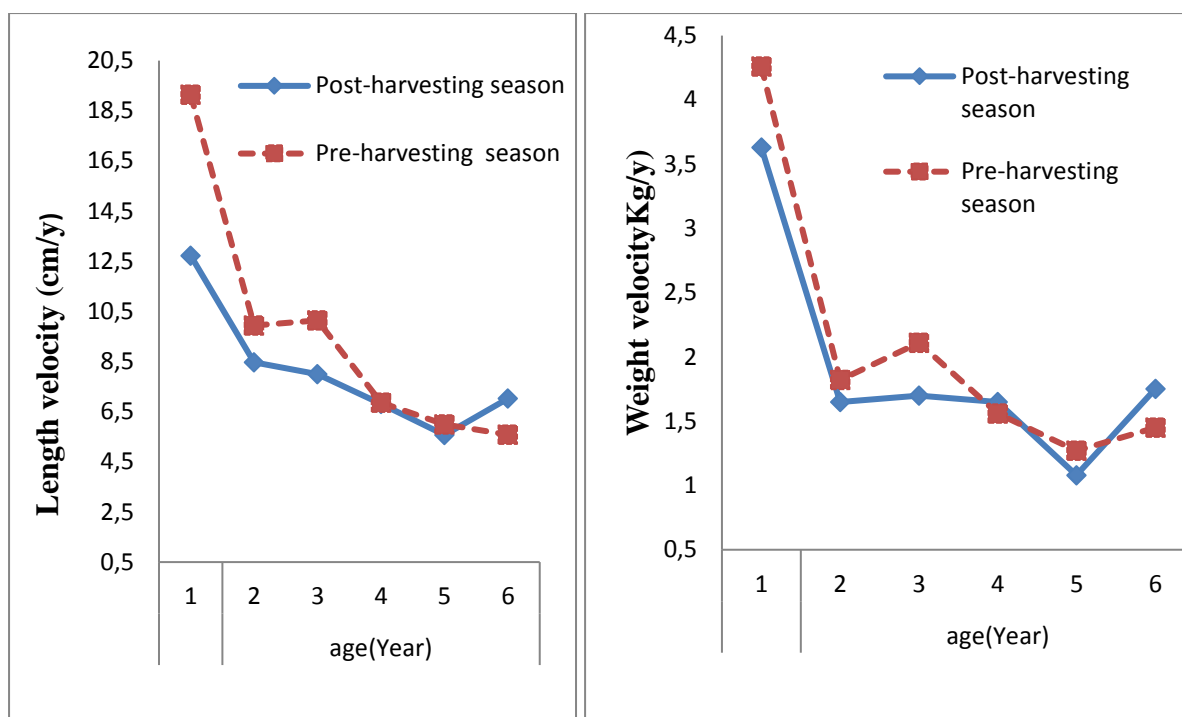 20,5
18,5
16,5
14,5
12,5
10,5
8,5
6,5
4,5
2,5
0,5
Length velocity (cm/y)
Post-harvesting season
Pre-harvesting season
1 2 3 4 5 6
age(Year)
4,5
4
3,5
3
2,5
2
1,5
1
0,5
Weight velocityKg/y)
Post-harvesting
season
Pre-harvesting
season
1 2 3 4 5 6
age(Year)